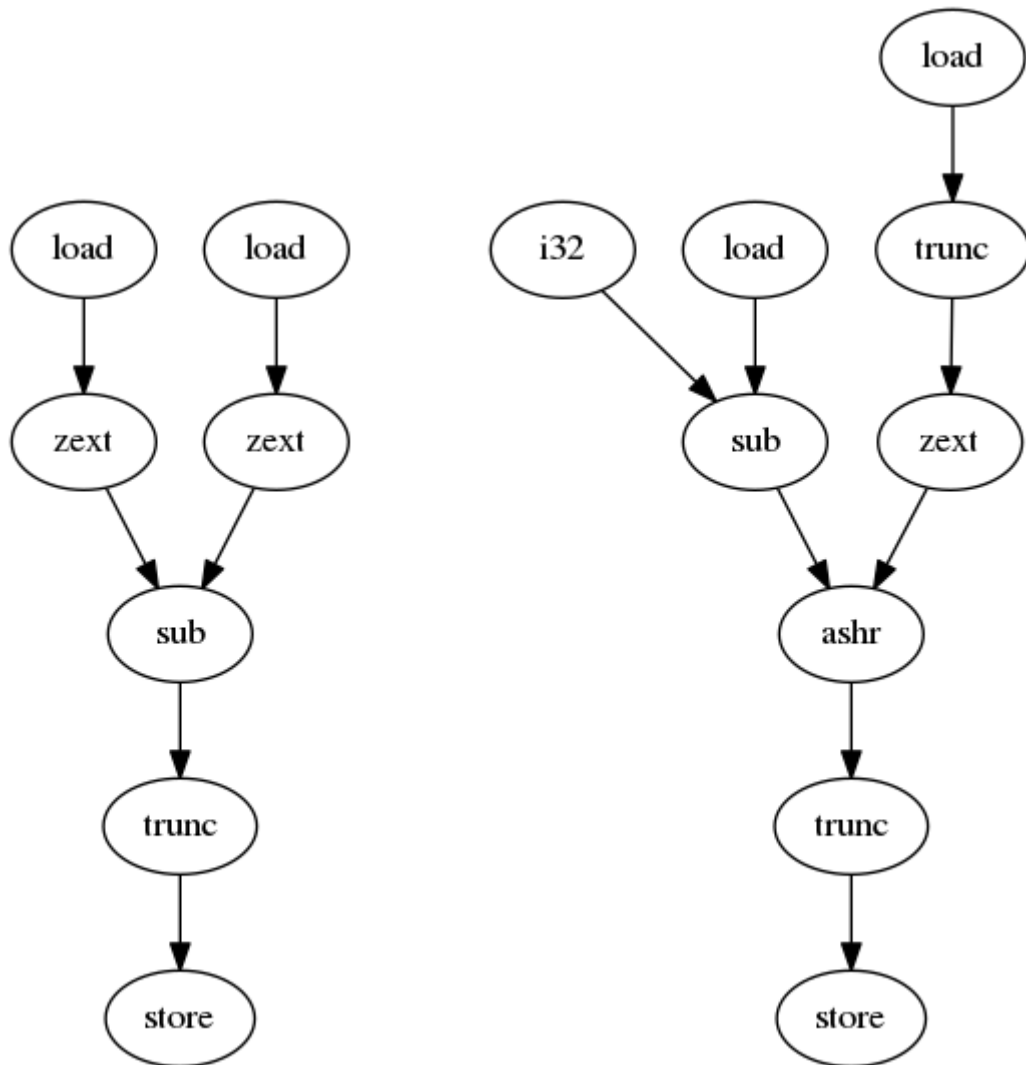 load
load load i32 load trunc
zext zext sub zext
sub ashr
trunc trunc
store store